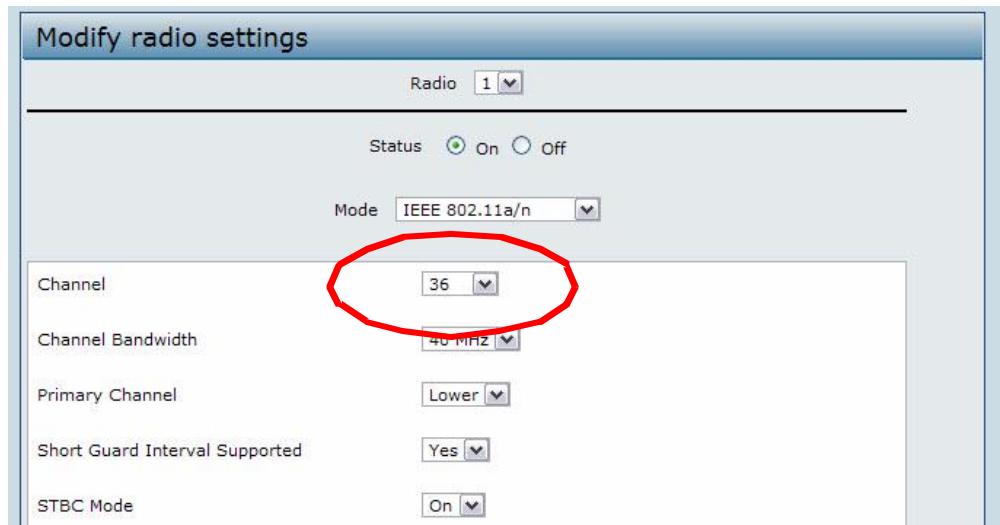 Modify radio settings
Radio 1
Status On Off
Mode IEEE 802.11a/n
Channel 36
Channel Bandwidth 40 MHz
Primary Channel Lower
Short Guard Interval Supported Yes
STBC Mode On